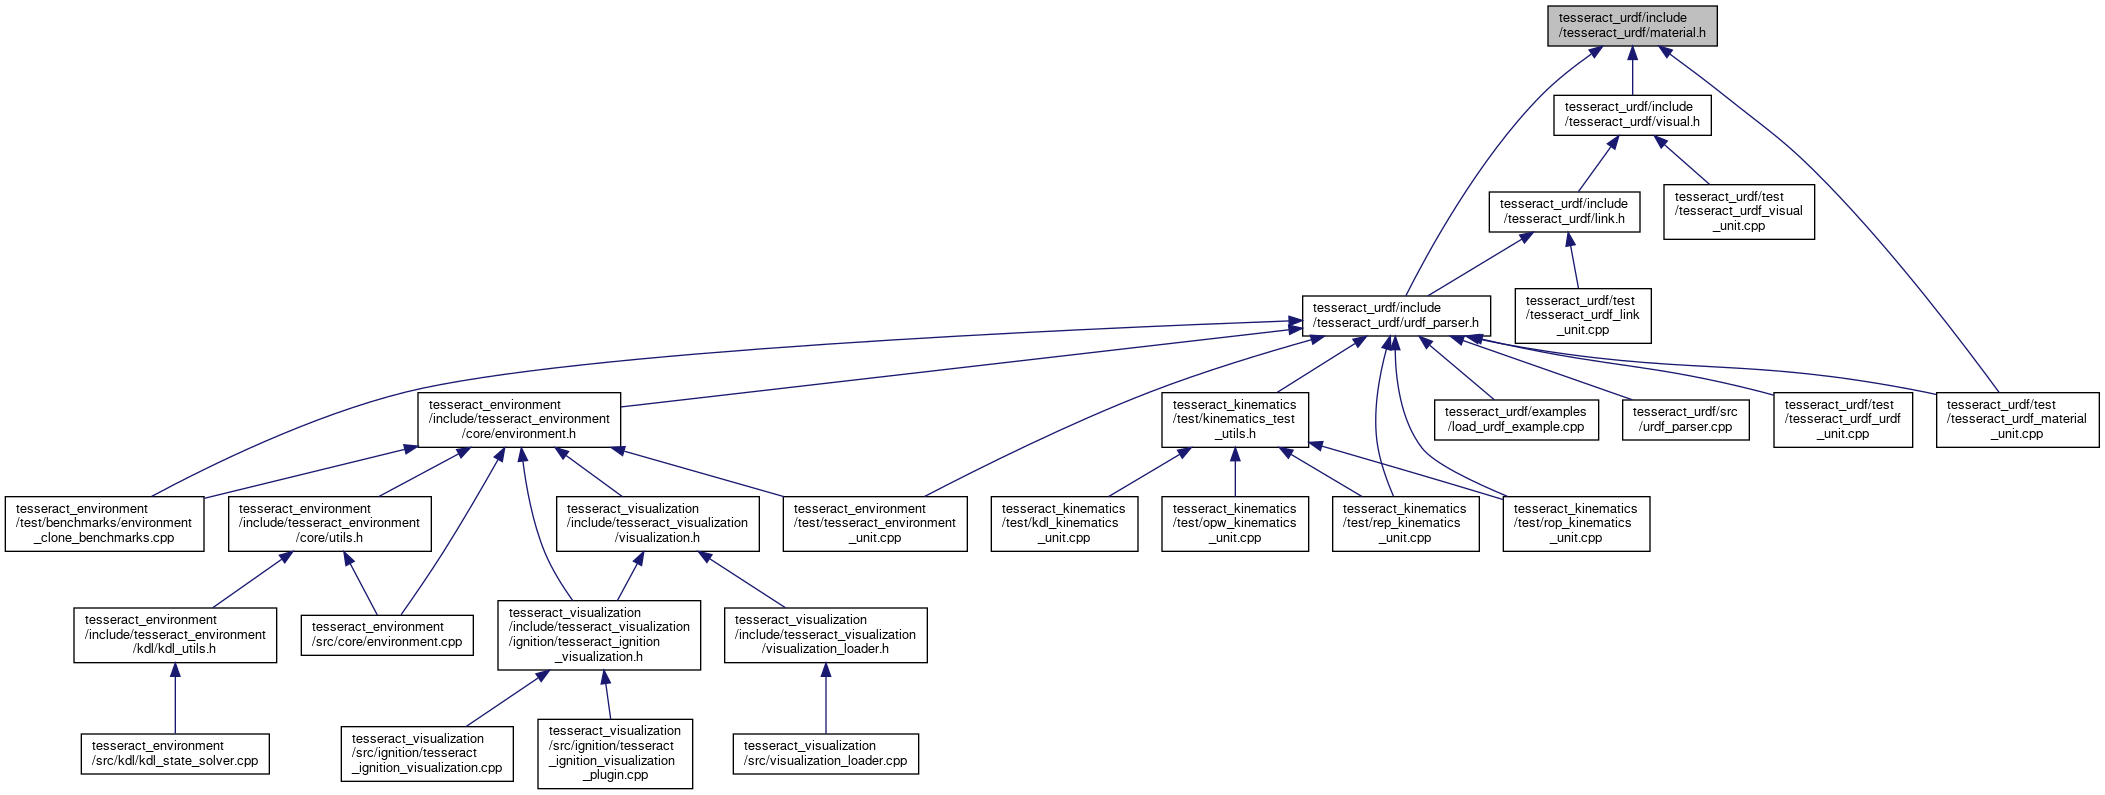 tesseract_urdf/include
/tesseract_urdf/material.h
tesseract_urdf/include
/tesseract_urdf/visual.h
tesseract_urdf/include
/tesseract_urdf/link.h
tesseract_urdf/test
/tesseract_urdf_visual
_unit.cpp
tesseract_urdf/include
/tesseract_urdf/urdf_parser.h
tesseract_urdf/test
/tesseract_urdf_link
_unit.cpp
tesseract_environment
/include/tesseract_environment
/core/environment.h
tesseract_kinematics
/test/kinematics_test
_utils.h
tesseract_urdf/examples
/load_urdf_example.cpp
tesseract_urdf/src
/urdf_parser.cpp
tesseract_urdf/test
/tesseract_urdf_urdf
_unit.cpp
tesseract_urdf/test
/tesseract_urdf_material
_unit.cpp
tesseract_environment
/test/benchmarks/environment
_clone_benchmarks.cpp
tesseract_environment
/include/tesseract_environment
/core/utils.h
tesseract_visualization
/include/tesseract_visualization
/visualization.h
tesseract_environment
/test/tesseract_environment
_unit.cpp
tesseract_kinematics
/test/kdl_kinematics
_unit.cpp
tesseract_kinematics
/test/opw_kinematics
_unit.cpp
tesseract_kinematics
/test/rep_kinematics
_unit.cpp
tesseract_kinematics
/test/rop_kinematics
_unit.cpp
tesseract_environment
/include/tesseract_environment
/kdl/kdl_utils.h
tesseract_environment
/src/core/environment.cpp
tesseract_visualization
/include/tesseract_visualization
/ignition/tesseract_ignition
_visualization.h
tesseract_visualization
/include/tesseract_visualization
/visualization_loader.h
tesseract_environment
/src/kdl/kdl_state_solver.cpp
tesseract_visualization
/src/ignition/tesseract
_ignition_visualization.cpp
tesseract_visualization
/src/ignition/tesseract
_ignition_visualization
_plugin.cpp
tesseract_visualization
/src/visualization_loader.cpp